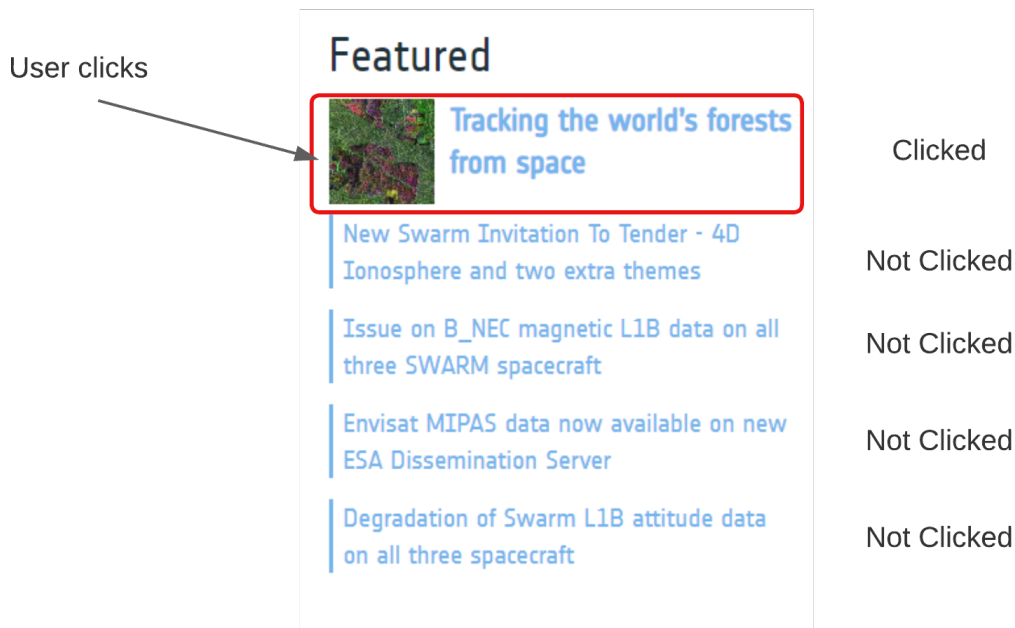 Featured
User clicks
Tracking the world's forests
from space
Clicked
New Swarm Invitation To Tender - 4D
Ionosphere and two extra themes
Not Clicked
Issue on B_NEC magnetic L1B data on all
three SWARM spacecraft
Not Clicked
Envisat MIPAS data now available on new
ESA Dissemination Server
Not Clicked
Degradation of Swarm L1B attitude data
on all three spacecraft
Not Clicked